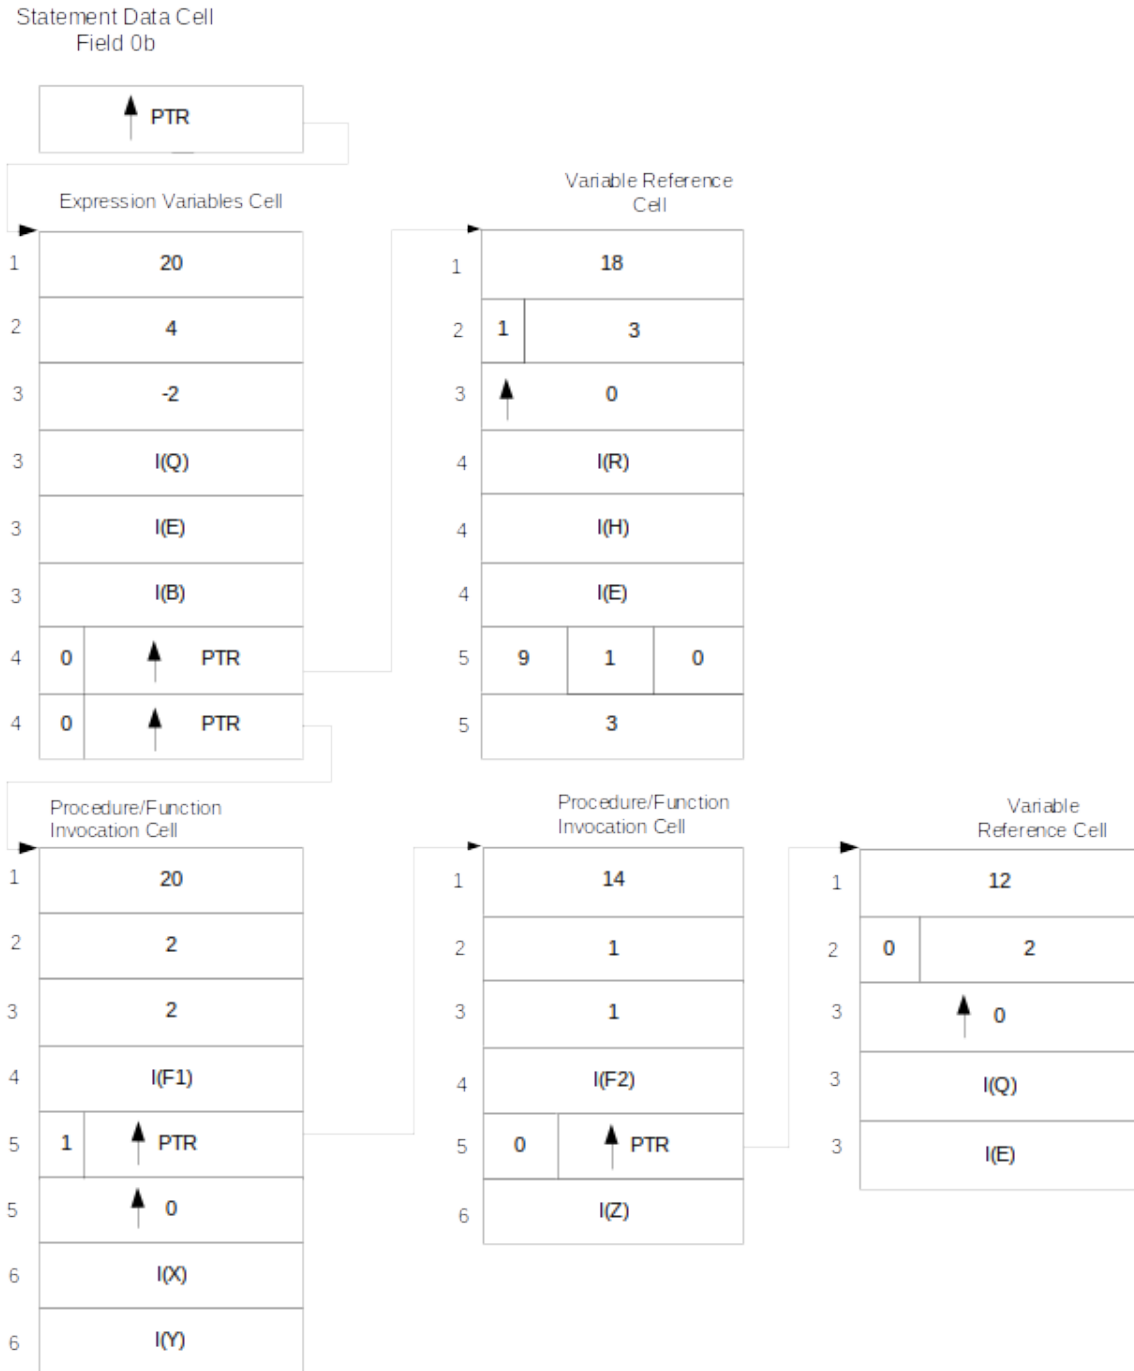 Statement Data Cell
Field 0b
PTR
Expression Variables Cell
1 20
2 4
3 -2
3 I(Q)
3 I(E)
3 I(B)
4 0 PTR
4 0 PTR
Variable Reference
Cell
1 18
2 1 3
3 0
4 I(R)
4 I(H)
4 I(E)
5 9 1 0
5 3
Procedure/Function
Invocation Cell
1 20
2 2
3 2
4 I(F1)
5 1 PTR
5 0
6 I(X)
6 I(Y)
Procedure/Function
Invocation Cell
1 14
2 1
3 1
4 I(F2)
5 0 PTR
6 I(Z)
Variable
Reference Cell
1 12
2 0 2
3 0
3 I(Q)
3 I(E)